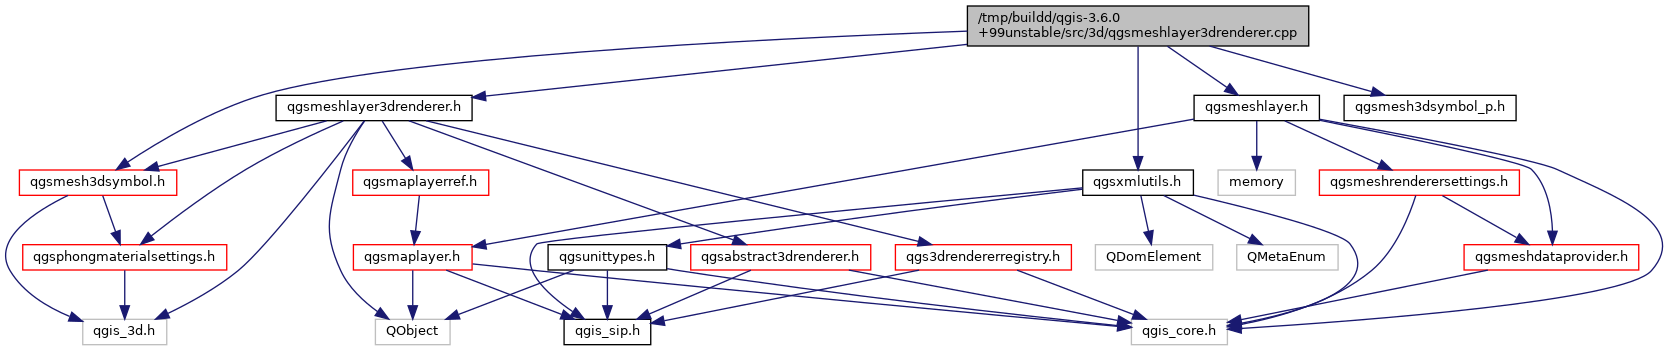 /tmp/buildd/qgis-3.6.0
+99unstable/src/3d/qgsmeshlayer3drenderer.cpp
qgsmeshlayer3drenderer.h
qgsmeshlayer.h
qgsmesh3dsymbol_p.h
qgsmesh3dsymbol.h
qgsmaplayerref.h
qgsxmlutils.h
memory
qgsmeshrenderersettings.h
qgsphongmaterialsettings.h
qgsmaplayer.h
qgsunittypes.h
qgsabstract3drenderer.h
qgs3drendererregistry.h
QDomElement
QMetaEnum
qgsmeshdataprovider.h
qgis_3d.h
QObject
qgis_sip.h
qgis_core.h